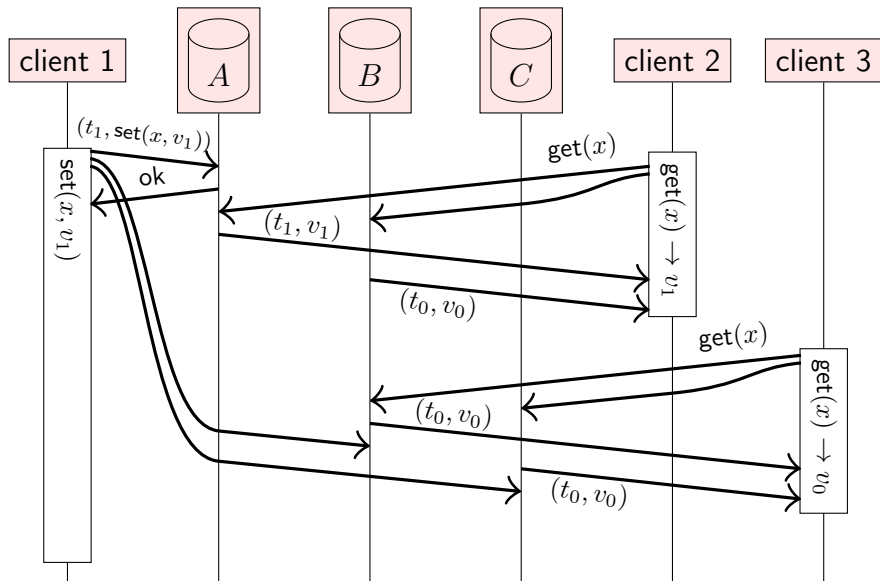 client 1
A
B
C
client 2
client 3
(t₁, set(x, v₁))
ok
set(x, v₁)
get(x)
(t₁, v₁)
(t₀, v₀)
get(x) → v₁
get(x)
(t₀, v₀)
(t₀, v₀)
get(x) → v₀